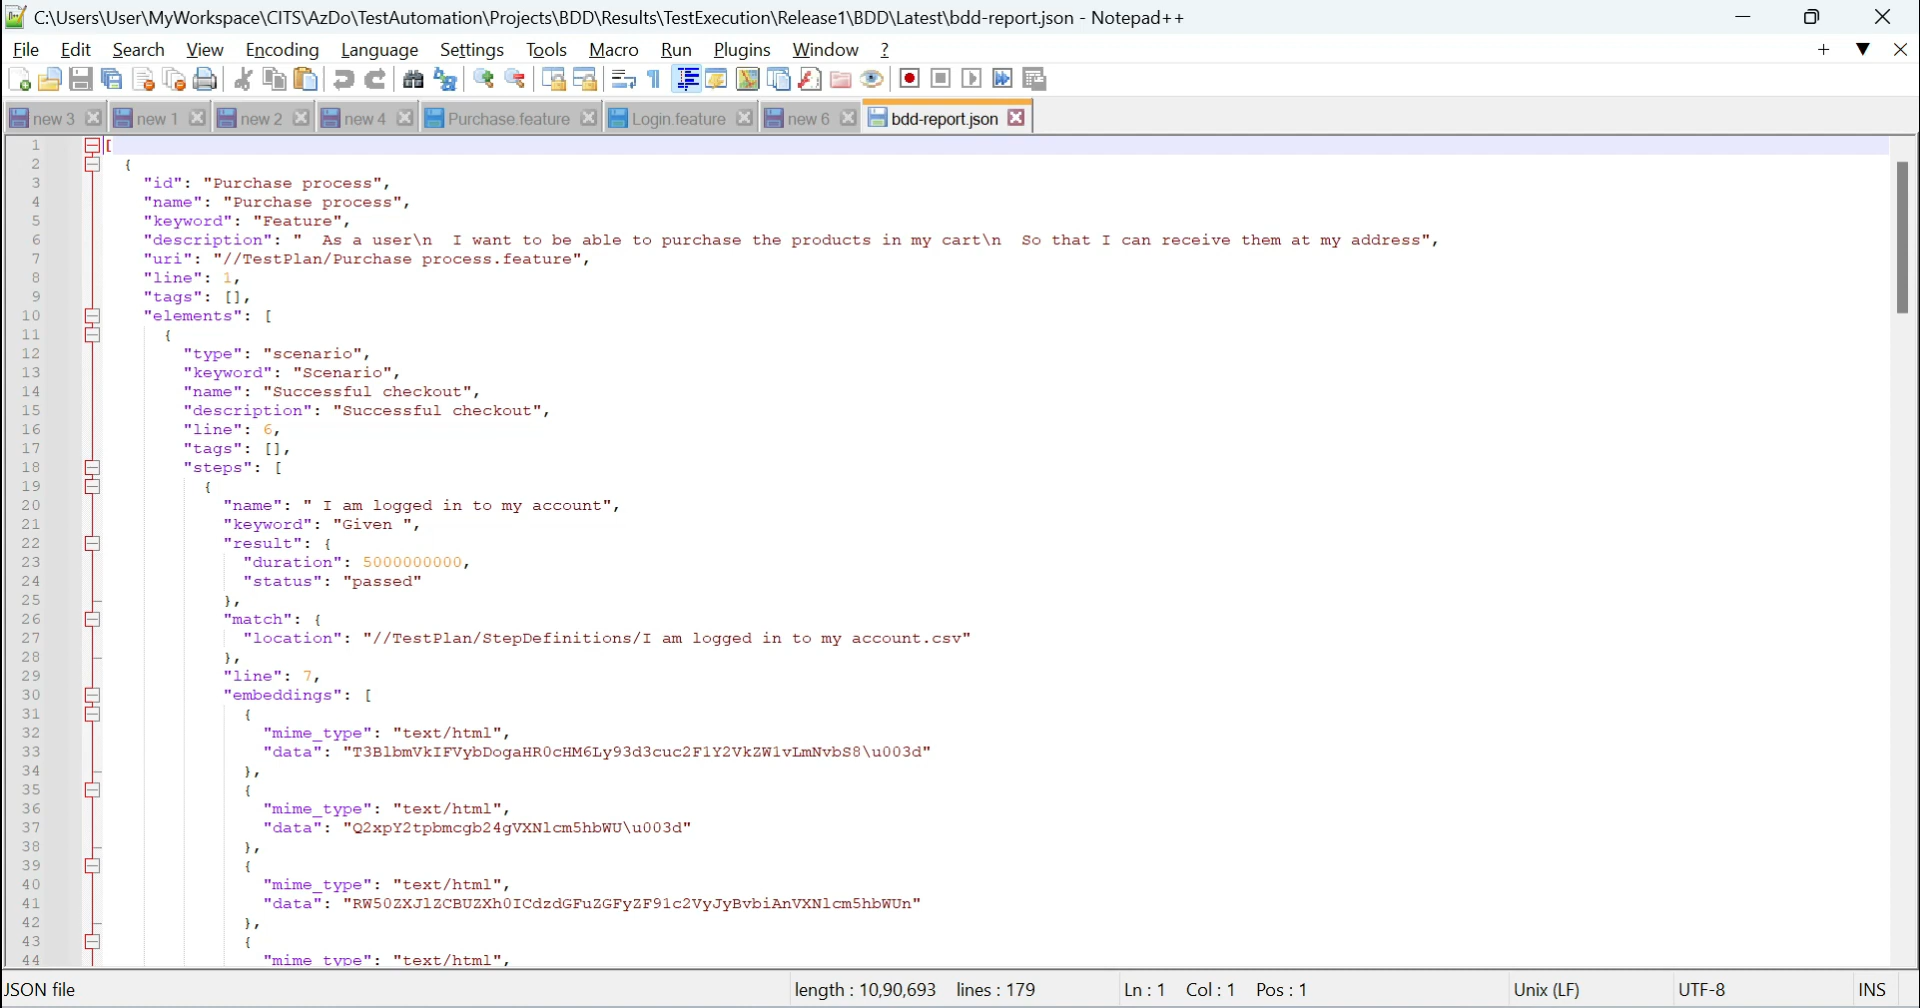 C:\Users\User\MyWorkspace\CITS\AzDo\TestAutomation\Projects\BDD\Results\TestExecution\Release1\BDD\Latest\bdd-report.json - Notepad++
File Edit Search View Encoding Language Settings Tools Macro Run Plugins Window ?
new 3 new 1 new 2 new 4 Purchase.feature Login.feature new 6 bdd-report.json
1 [
2 {
3 "id": "Purchase process",
4 "name": "Purchase process",
5 "keyword": "Feature",
6 "description": "  As a user\n  I want to be able to purchase the products in my cart\n  So that I can receive them at my address",
7 "uri": "//TestPlan/Purchase process.feature",
8 "line": 1,
9 "tags": [],
10 "elements": [
11 {
12 "type": "scenario",
13 "keyword": "Scenario",
14 "name": "Successful checkout",
15 "description": "Successful checkout",
16 "line": 6,
17 "tags": [],
18 "steps": [
19 {
20 "name": " I am logged in to my account",
21 "keyword": "Given ",
22 "result": {
23 "duration": 5000000000,
24 "status": "passed"
25 },
26 "match": {
27 "location": "//TestPlan/StepDefinitions/I am logged in to my account.csv"
28 },
29 "line": 7,
30 "embeddings": [
31 {
32 "mime_type": "text/html",
33 "data": "T3BlbmVkIFVybDogaHR0cHM6Ly93d3cuc2F1Y2VkZW1vLmNvbS8\u003d"
34 },
35 {
36 "mime_type": "text/html",
37 "data": "Q2xpY2tpbmcgb24gVXNlcm5hbWU\u003d"
38 },
39 {
40 "mime_type": "text/html",
41 "data": "RW50ZXJlZCBUZXh0ICdzdGFuZGFyZF91c2VyJyBvbiAnVXNlcm5hbWUn"
42 },
43 {
44 "mime_type": "text/html",
JSON file length : 10,90,693 lines : 179 Ln : 1 Col : 1 Pos : 1 Unix (LF) UTF-8 INS